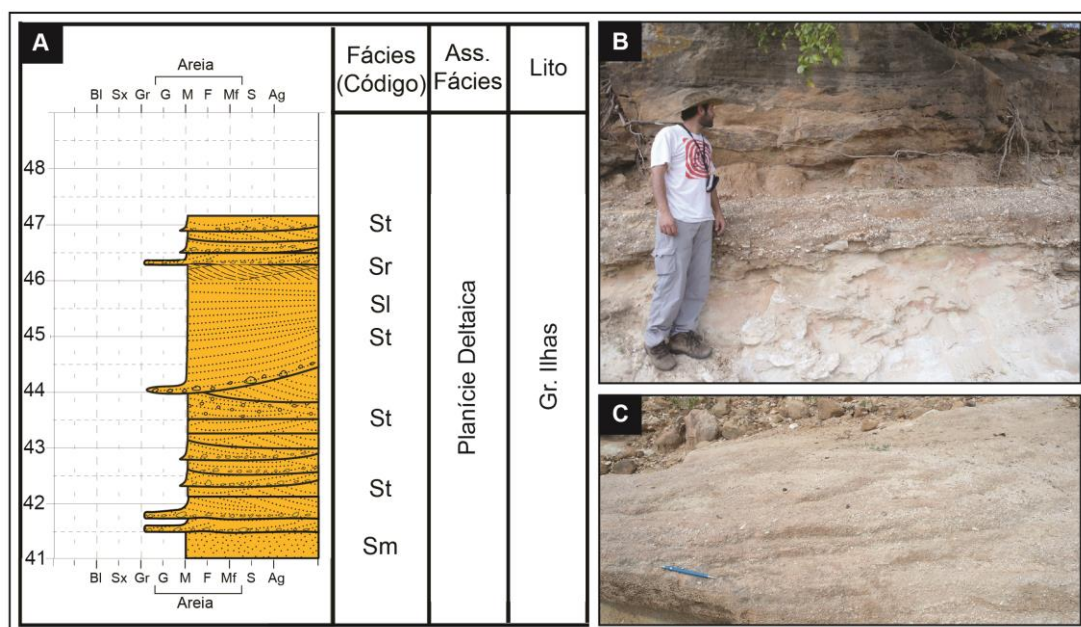 A
Areia
Bl Sx Gr G M F Mf S Ag
48
47
46
45
44
43
42
41
Bl Sx Gr G M F Mf S Ag
Areia
Fácies
(Código)
St
Sr
Sl
St
St
St
Sm
Ass.
Fácies
Planície Deltaica
Lito
Gr. Ilhas
B
C